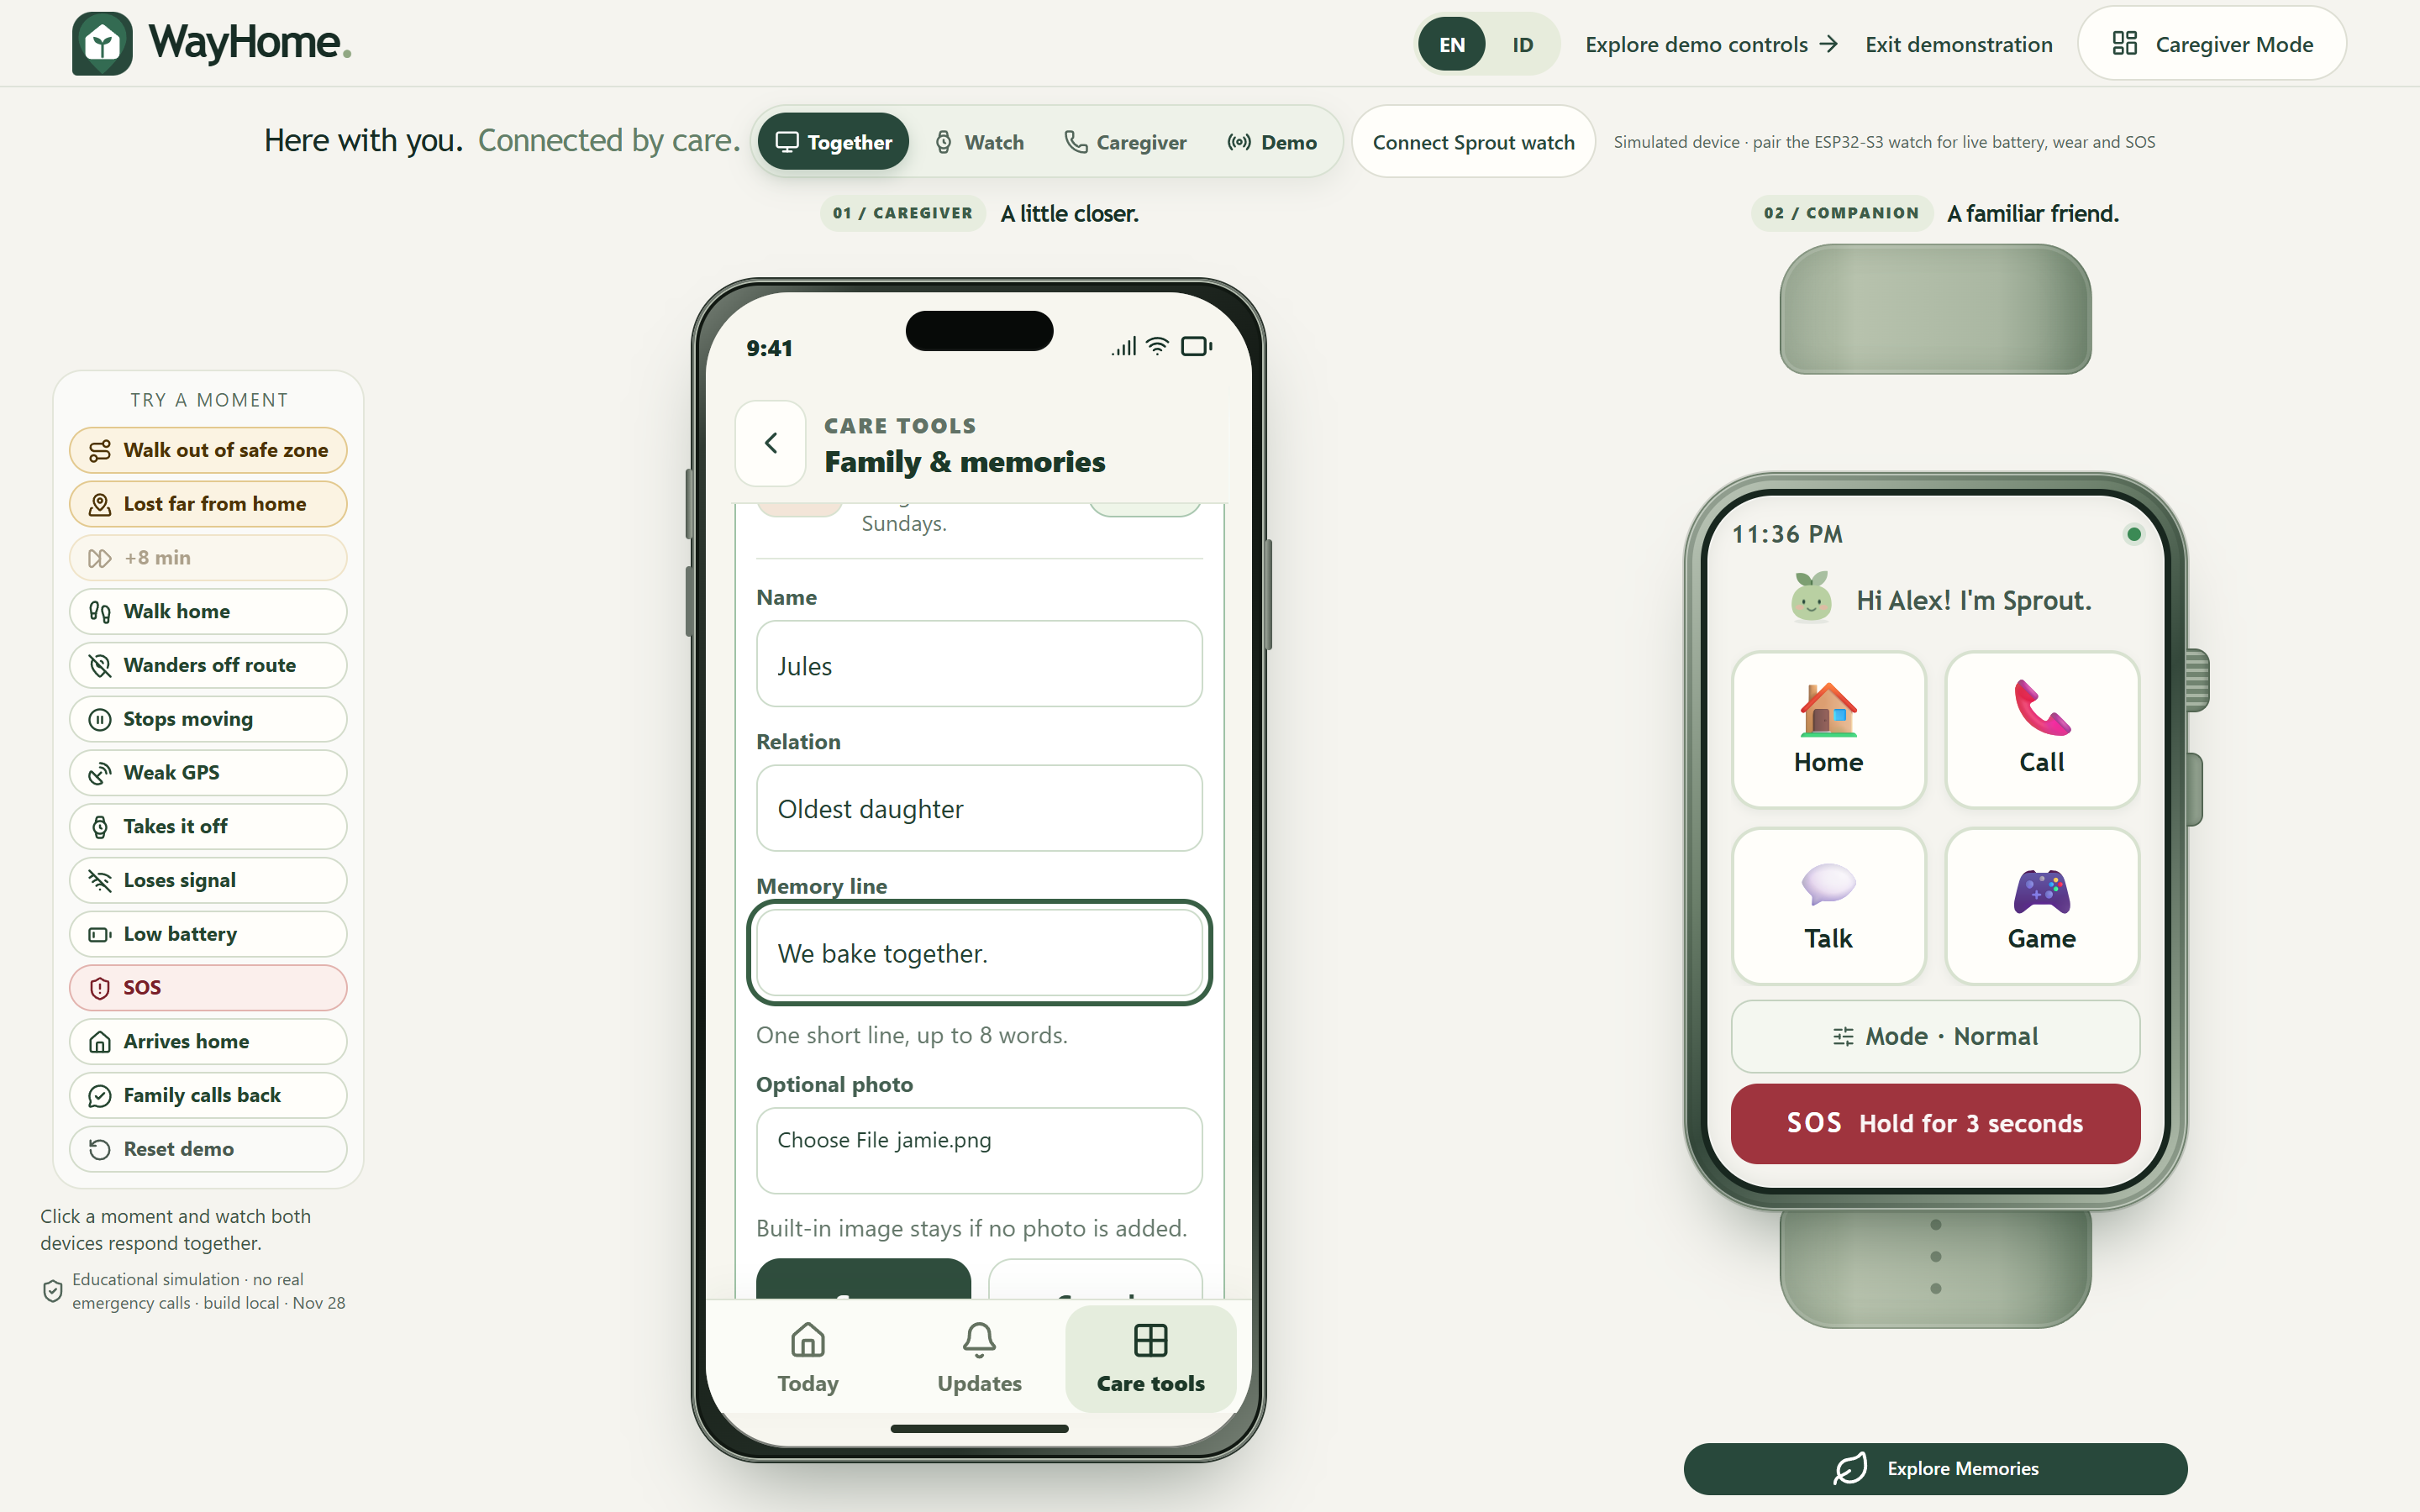 WayHome.
EN ID Explore demo controls → Exit demonstration Caregiver Mode
Here with you. Connected by care. Together Watch Caregiver Demo Connect Sprout watch Simulated device · pair the ESP32-S3 watch for live battery, wear and SOS
01 / CAREGIVER A little closer.
02 / COMPANION A familiar friend.
TRY A MOMENT
Walk out of safe zone
Lost far from home
+8 min
Walk home
Wanders off route
Stops moving
Weak GPS
Takes it off
Loses signal
Low battery
SOS
Arrives home
Family calls back
Reset demo
Click a moment and watch both
devices respond together.
Educational simulation · no real
emergency calls · build local · Nov 28
9:41
CARE TOOLS
Family & memories
Sundays.
Name
Jules
Relation
Oldest daughter
Memory line
We bake together.
One short line, up to 8 words.
Optional photo
Choose File jamie.png
Built-in image stays if no photo is added.
Today Updates Care tools
11:36 PM
Hi Alex! I'm Sprout.
Home Call
Talk Game
Mode · Normal
SOS Hold for 3 seconds
Explore Memories